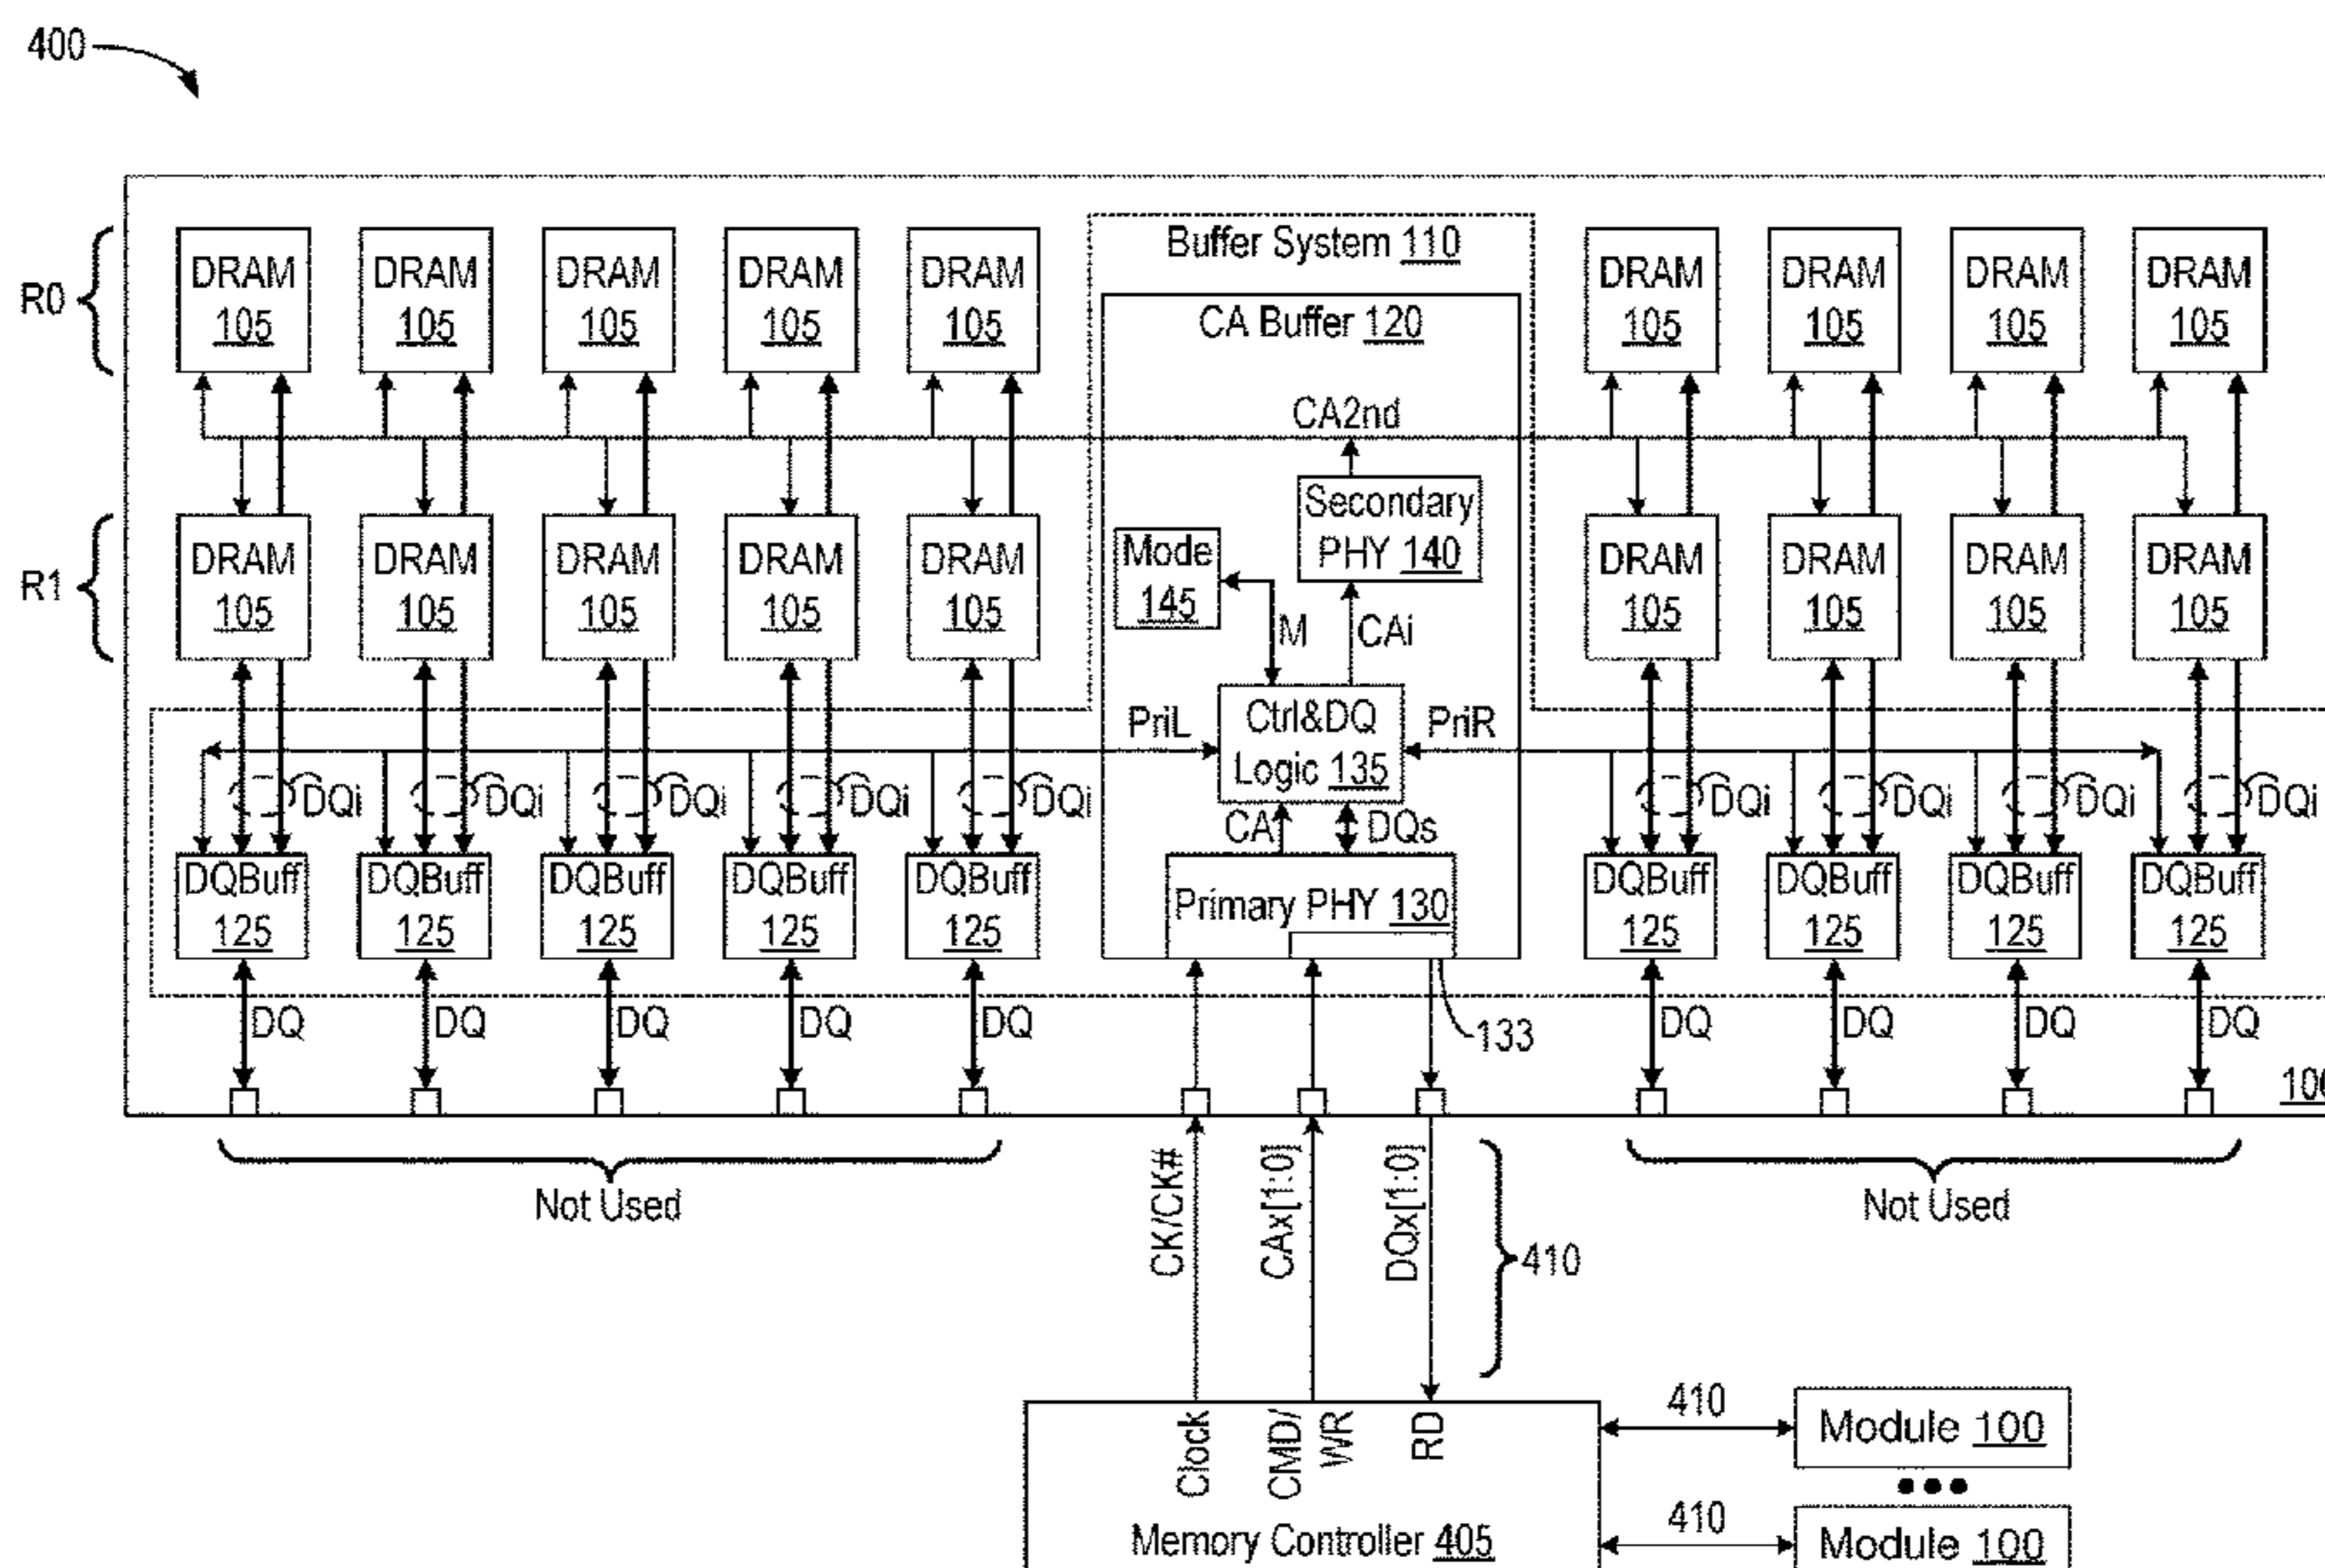 400
R0
DRAM 105 DRAM 105 DRAM 105 DRAM 105 DRAM 105
Buffer System 110
CA Buffer 120
DRAM 105 DRAM 105 DRAM 105 DRAM 105
CA2nd
R1
DRAM 105 DRAM 105 DRAM 105 DRAM 105 DRAM 105
Mode 145
Secondary PHY 140
M CAi
DRAM 105 DRAM 105 DRAM 105 DRAM 105
PriL
Ctrl&DQ Logic 135
PriR
DQi DQi DQi DQi DQi
CA DQs
DQi DQi DQi DQi
DQBuff 125 DQBuff 125 DQBuff 125 DQBuff 125 DQBuff 125
Primary PHY 130
DQBuff 125 DQBuff 125 DQBuff 125 DQBuff 125
DQ DQ DQ DQ DQ
133
DQ DQ DQ DQ
Not Used
CK/CK#
CAx[1:0]
DQx[1:0]
410
Not Used
Clock
CMD/
WR
RD
Memory Controller 405
410
Module 100
410
Module 100